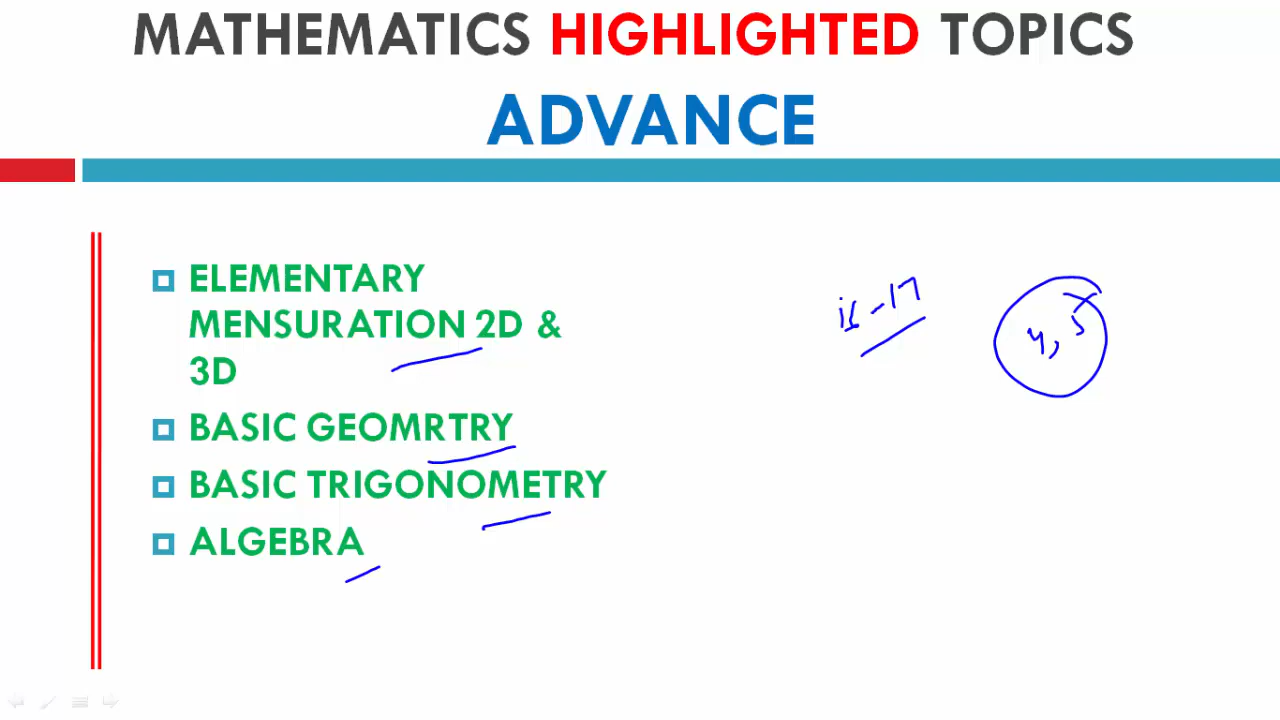 MATHEMATICS HIGHLIGHTED TOPICS
ADVANCE
ELEMENTARY
MENSURATION 2D &
3D
BASIC GEOMRTRY
BASIC TRIGONOMETRY
ALGEBRA
16-17
4, 5